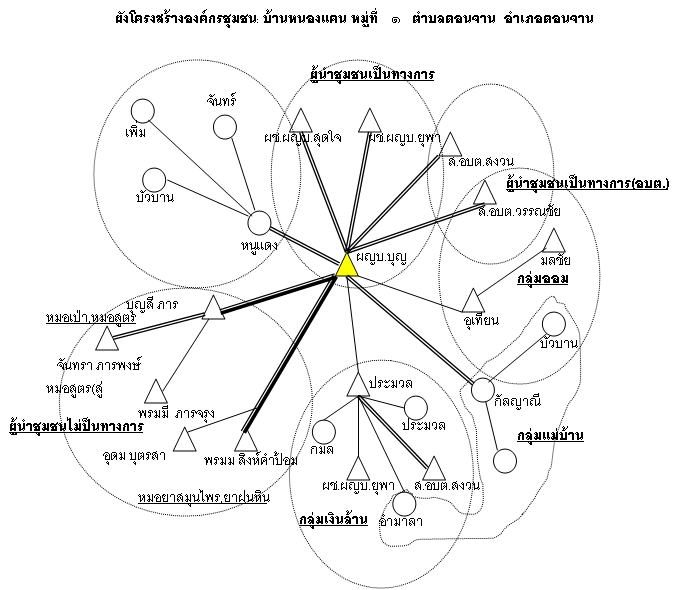 ผังโครงสร้างองค์กรชุมชน: บ้านหนองแคน หมู่ที่ ๑ ตำบลดอนจาน อำเภอดอนจาน
ผู้นำชุมชนเป็นทางการ
จันทร์
เพิ่ม
ผช.ผญบ.สุดใจ
ผช.ผญบ.ยุพา
ส.อบต.สงวน
ผู้นำชุมชนเป็นทางการ(อบต.)
บัวบาน
ส.อบต.วรรณชัย
หนูแดง
ผญบ.บุญ
มลชัย
กลุ่มออม
บุญลื ภาร
หมอเป่า,หมอสูตร
อุเทียน
บัวบาน
จันทรา ภารพงษ์
หมอสูตร(สู่
ประมวล
กัลญาณี
พรมมี ภารจรุง
ผู้นำชุมชนไม่ป็นทางการ
ประมวล
กลุ่มแม่บ้าน
กมล
อุดม บุตรสา
พรมม สิงห์คำป้อม
ผช.ผญบ.ยุพา
ส.อบต.สงวน
หมอยาสมุนไพร,ยาฝนหิน
กลุ่มเงินล้าน
อำมาลา